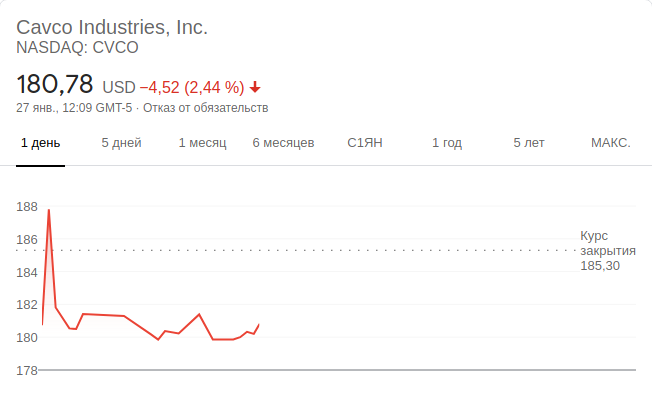 Cavco Industries, Inc.
NASDAQ: CVCO
180,78 USD −4,52 (2,44 %)
27 янв., 12:09 GMT-5 · Отказ от обязательств
1 день 5 дней 1 месяц 6 месяцев С1ЯН 1 год 5 лет МАКС.
188
186
184
182
180
178
Курс
закрытия
185,30